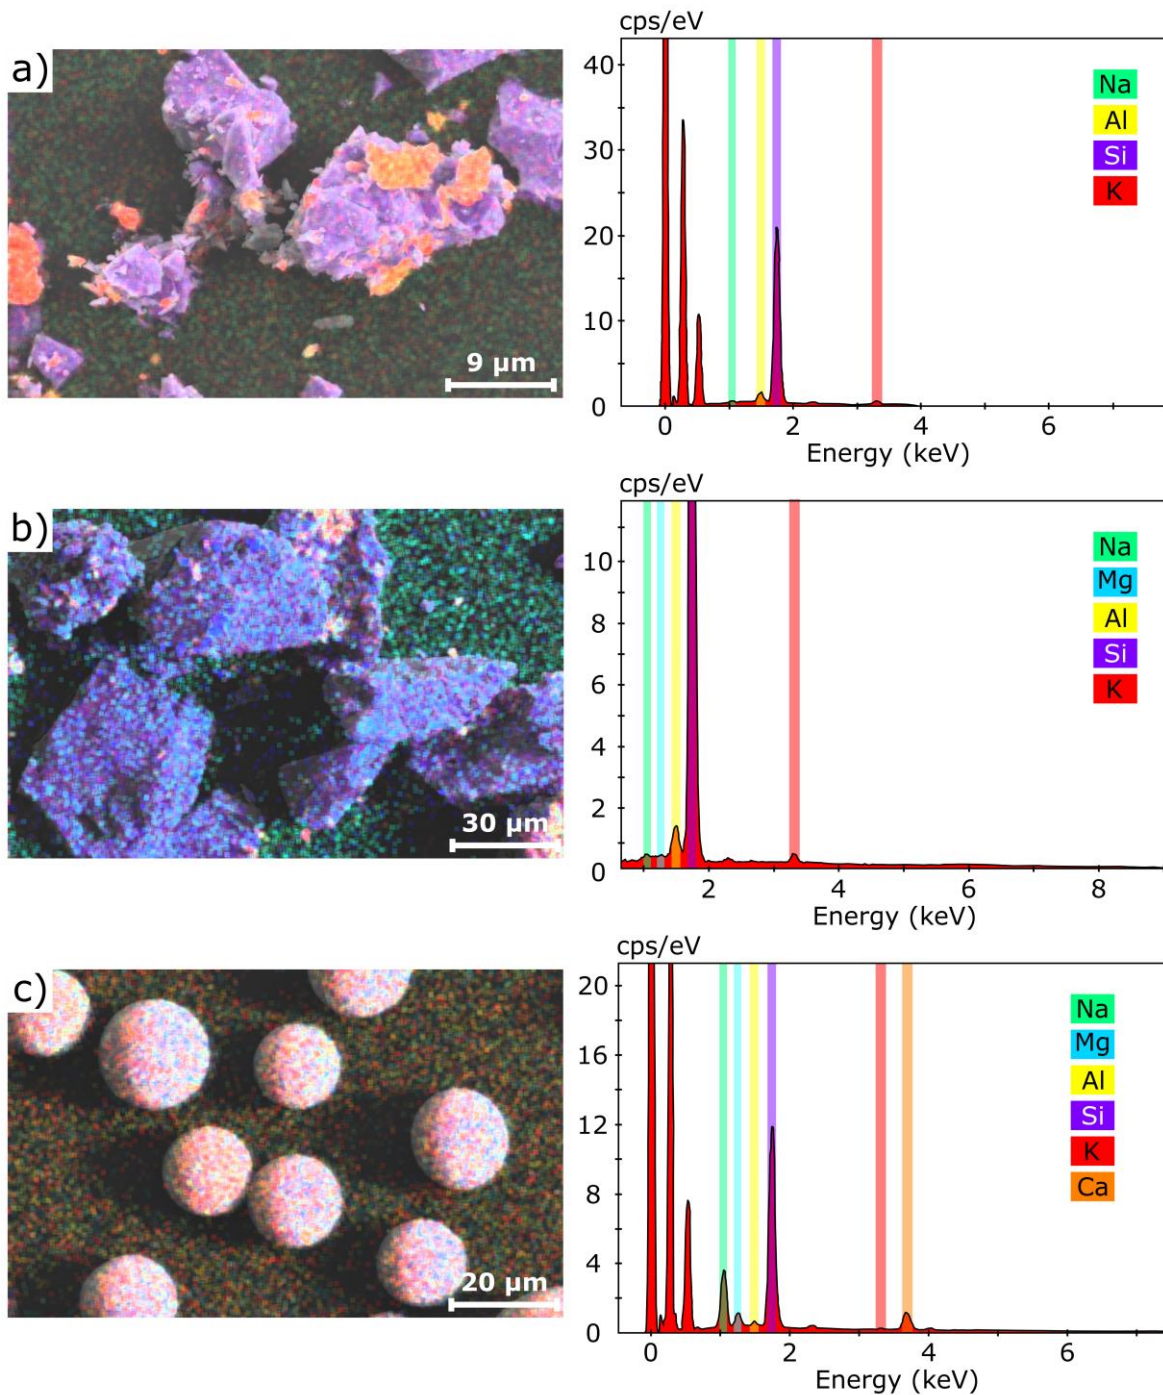 a)
9 µm
cps/eV
40
30
20
10
0
0 2 4 6
Energy (keV)
Na
Al
Si
K
b)
30 µm
cps/eV
10
8
6
4
2
0
2 4 6 8
Energy (keV)
Na
Mg
Al
Si
K
c)
20 µm
cps/eV
20
16
12
8
4
0
0 2 4 6
Energy (keV)
Na
Mg
Al
Si
K
Ca